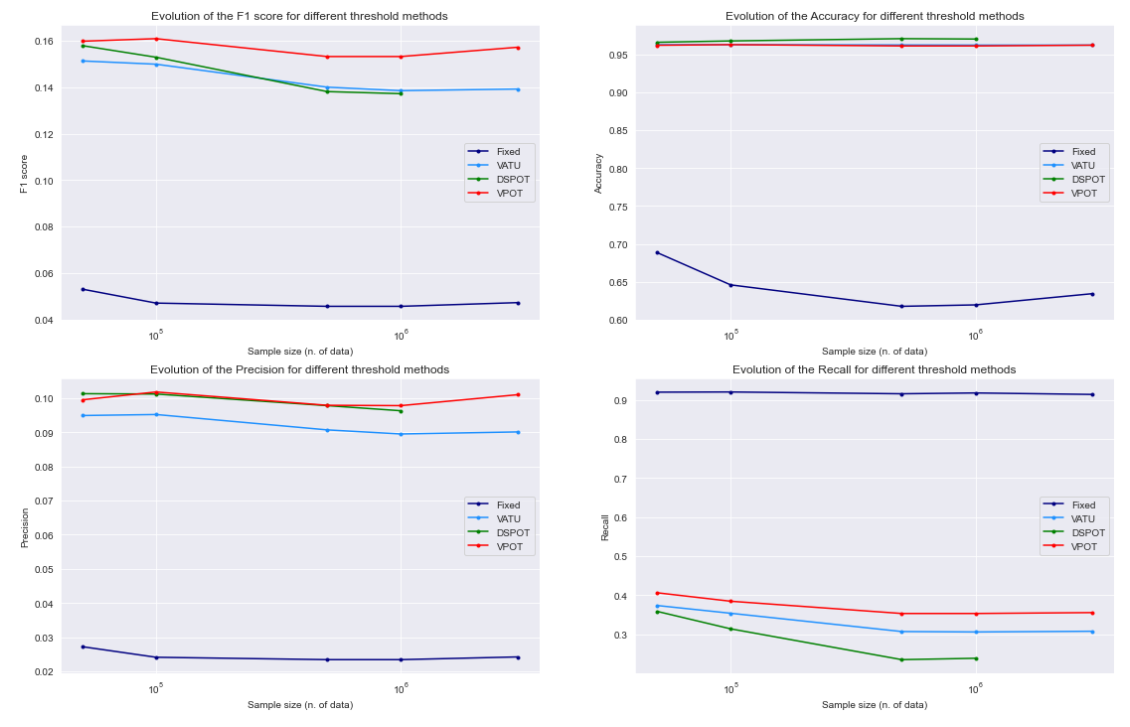 Evolution of the F1 score for different threshold methods
F1 score
0.16
0.14
0.12
0.10
0.08
0.06
0.04
10^5
10^6
Sample size (n. of data)
Fixed
VATU
DSPOT
VPOT
Evolution of the Accuracy for different threshold methods
Accuracy
0.95
0.90
0.85
0.80
0.75
0.70
0.65
0.60
10^5
10^6
Sample size (n. of data)
Fixed
VATU
DSPOT
VPOT
Evolution of the Precision for different threshold methods
Precision
0.10
0.09
0.08
0.07
0.06
0.05
0.04
0.03
0.02
10^5
10^6
Sample size (n. of data)
Fixed
VATU
DSPOT
VPOT
Evolution of the Recall for different threshold methods
Recall
0.9
0.8
0.7
0.6
0.5
0.4
0.3
10^5
10^6
Sample size (n. of data)
Fixed
VATU
DSPOT
VPOT